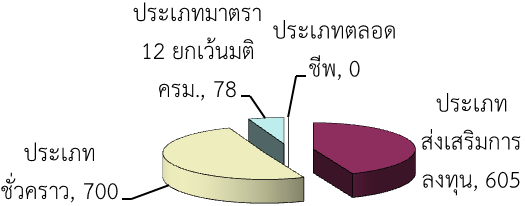 ประเภทมาตรา
12 ยกเว้นมติ
ครม., 78
ประเภทตลอด
ชีพ, 0
ประเภท
ส่งเสริมการ
ลงทุน, 605
ประเภท
ชั่วคราว, 700